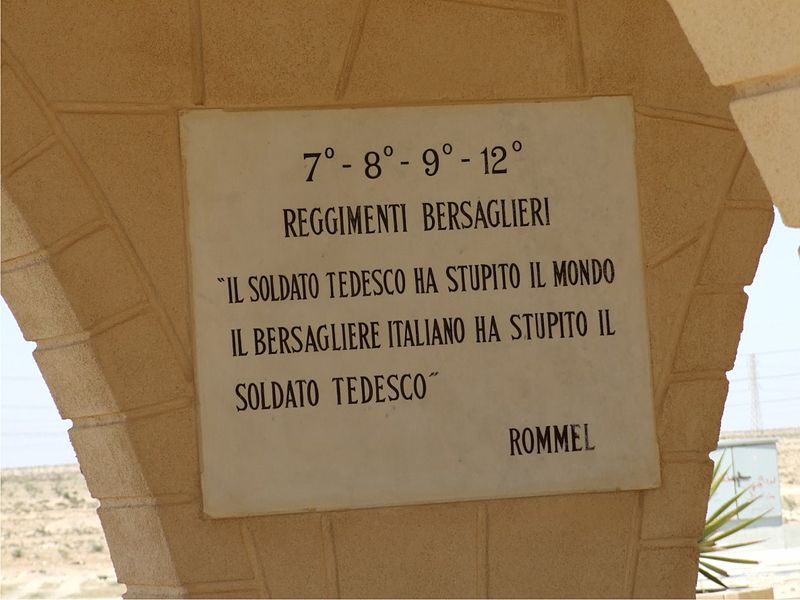 7° - 8° - 9° - 12°
REGGIMENTI BERSAGLIERI
"IL SOLDATO TEDESCO HA STUPITO IL MONDO
IL BERSAGLIERE ITALIANO HA STUPITO IL
SOLDATO TEDESCO"
ROMMEL